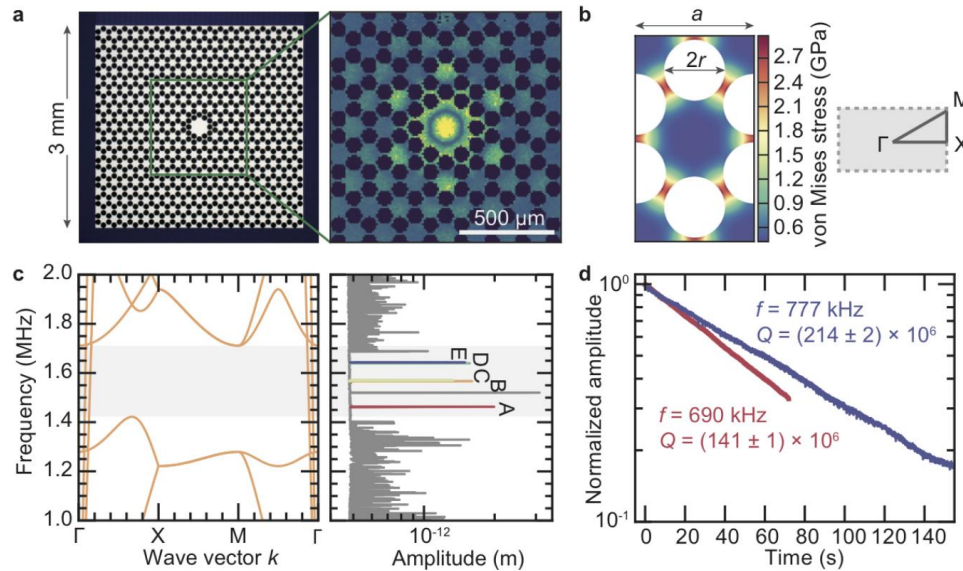 a
3 mm
500 μm
b
a
2r
2.7
2.4
2.1
1.8
1.5
1.2
0.9
0.6
von Mises stress (GPa)
M
Γ
X
c
2.0
1.8
1.6
1.4
1.2
1.0
Frequency (MHz)
Γ
X
M
Γ
Wave vector k
E
D
C
B
A
10⁻¹²
Amplitude (m)
d
10⁰
10⁻¹
Normalized amplitude
f = 777 kHz
Q = (214 ± 2) × 10⁶
f = 690 kHz
Q = (141 ± 1) × 10⁶
0 20 40 60 80 100 120 140
Time (s)